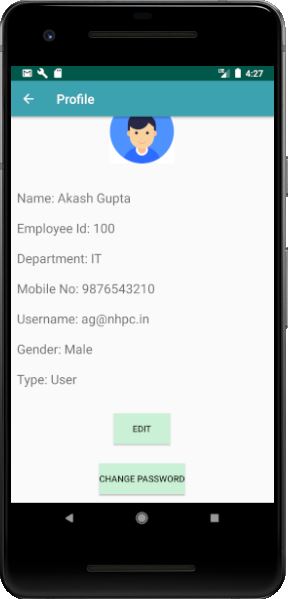 4:27
Profile
Name: Akash Gupta
Employee Id: 100
Department: IT
Mobile No: 9876543210
Username: ag@nhpc.in
Gender: Male
Type: User
EDIT
CHANGE PASSWORD